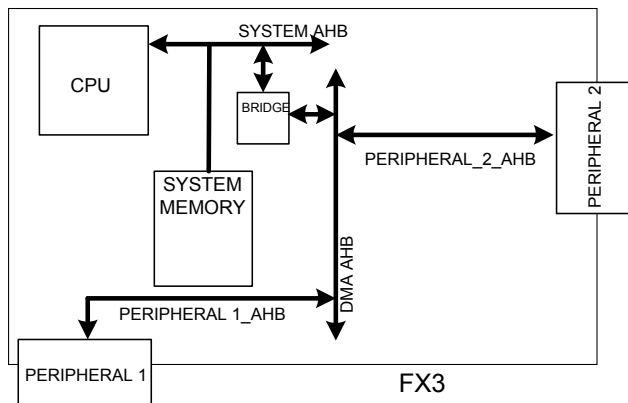 SYSTEM AHB
CPU
BRIDGE
PERIPHERAL 2
PERIPHERAL_2_AHB
SYSTEM
MEMORY
DMA AHB
PERIPHERAL 1_AHB
PERIPHERAL 1
FX3